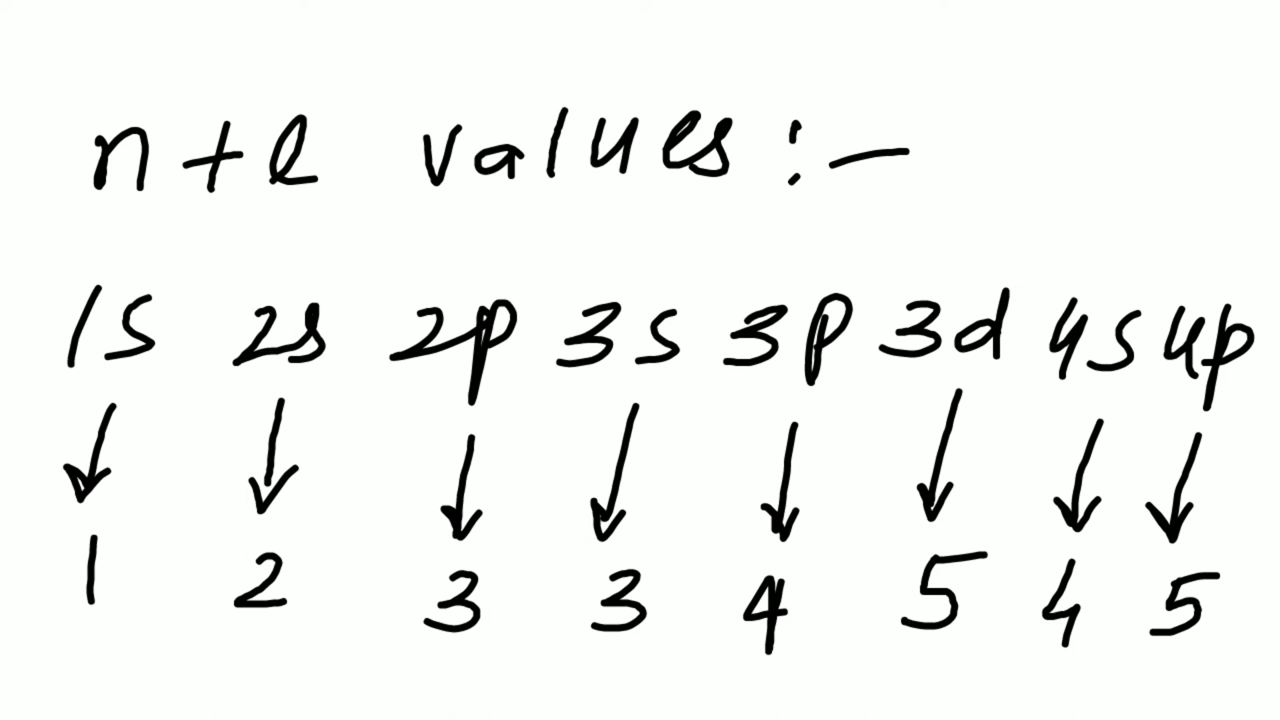 n + l values :-
1s 2s 2p 3s 3p 3d 4s 4p
↓ ↓ ↓ ↓ ↓ ↓ ↓ ↓
1 2 3 3 4 5 4 5